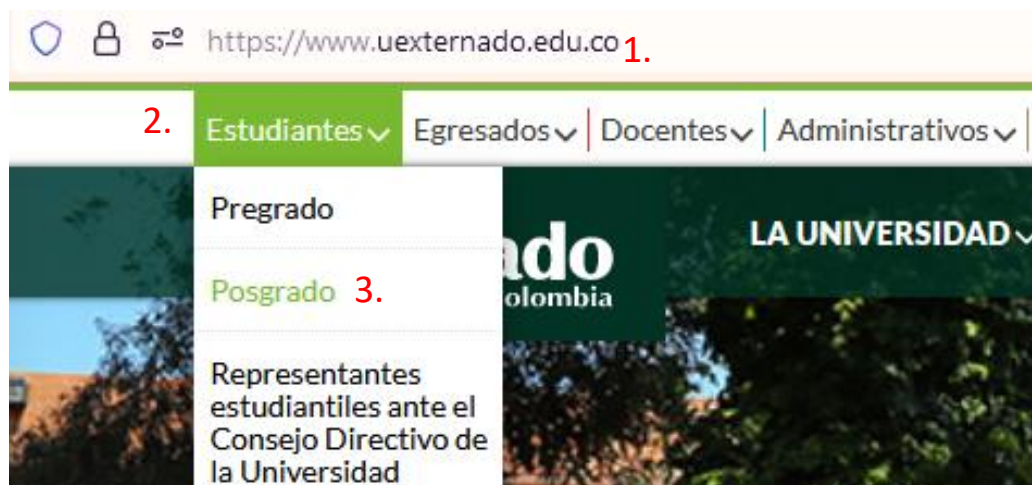 https://www.uexternado.edu.co 1.
2. Estudiantes Egresados Docentes Administrativos
Pregrado
LA UNIVERSIDAD
Posgrado 3.
Representantes
estudiantiles ante el
Consejo Directivo de
la Universidad